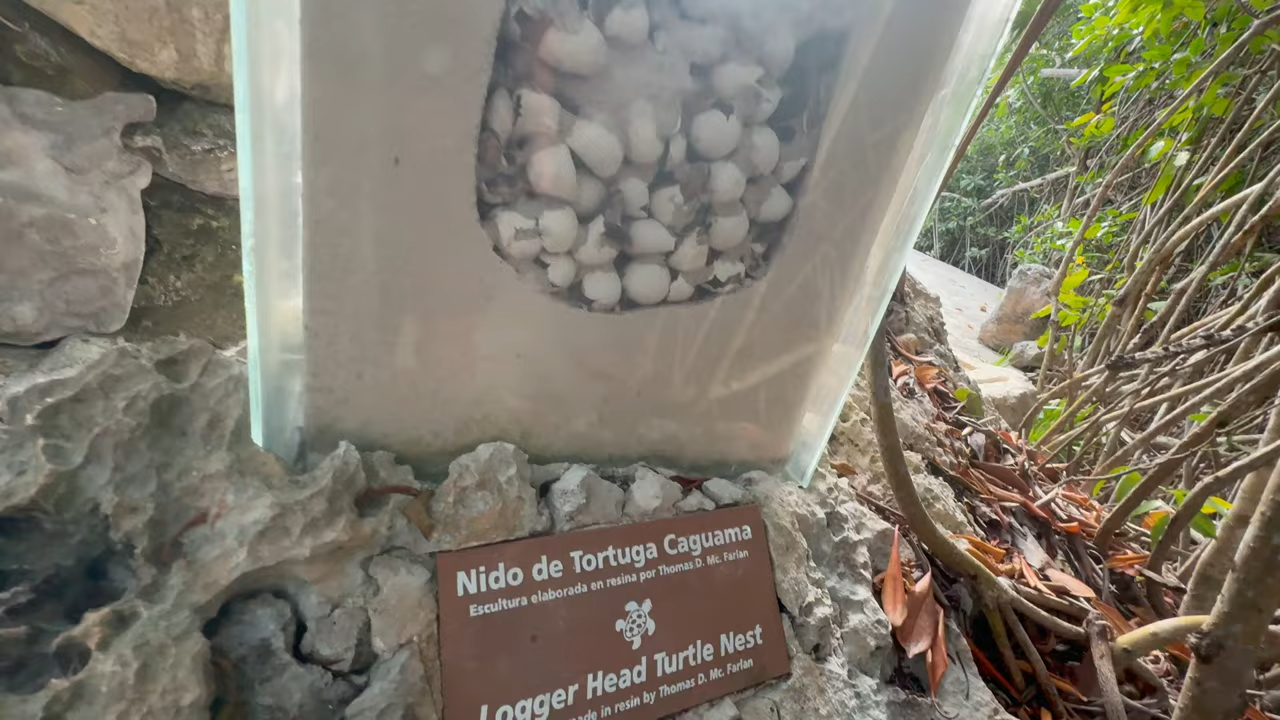 Nido de Tortuga Caguama
Escultura elaborada en resina por Thomas D. Mc. Farlan
Logger Head Turtle Nest
made in resin by Thomas D. Mc. Farlan